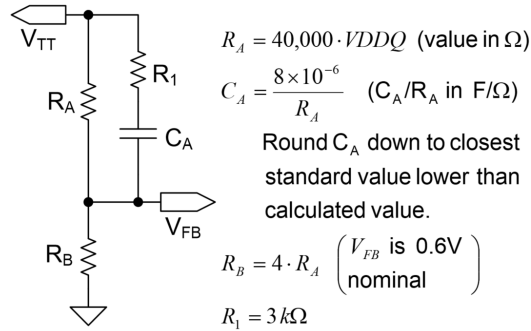 V_TT
R_A = 40,000·VDDQ (value in Ω)
R_1
R_A
C_A = 8×10^-6 / R_A (C_A/R_A in F/Ω)
C_A
Round C_A down to closest
standard value lower than
calculated value.
V_FB
R_B
R_B = 4·R_A (V_FB is 0.6V
nominal)
R_1 = 3kΩ